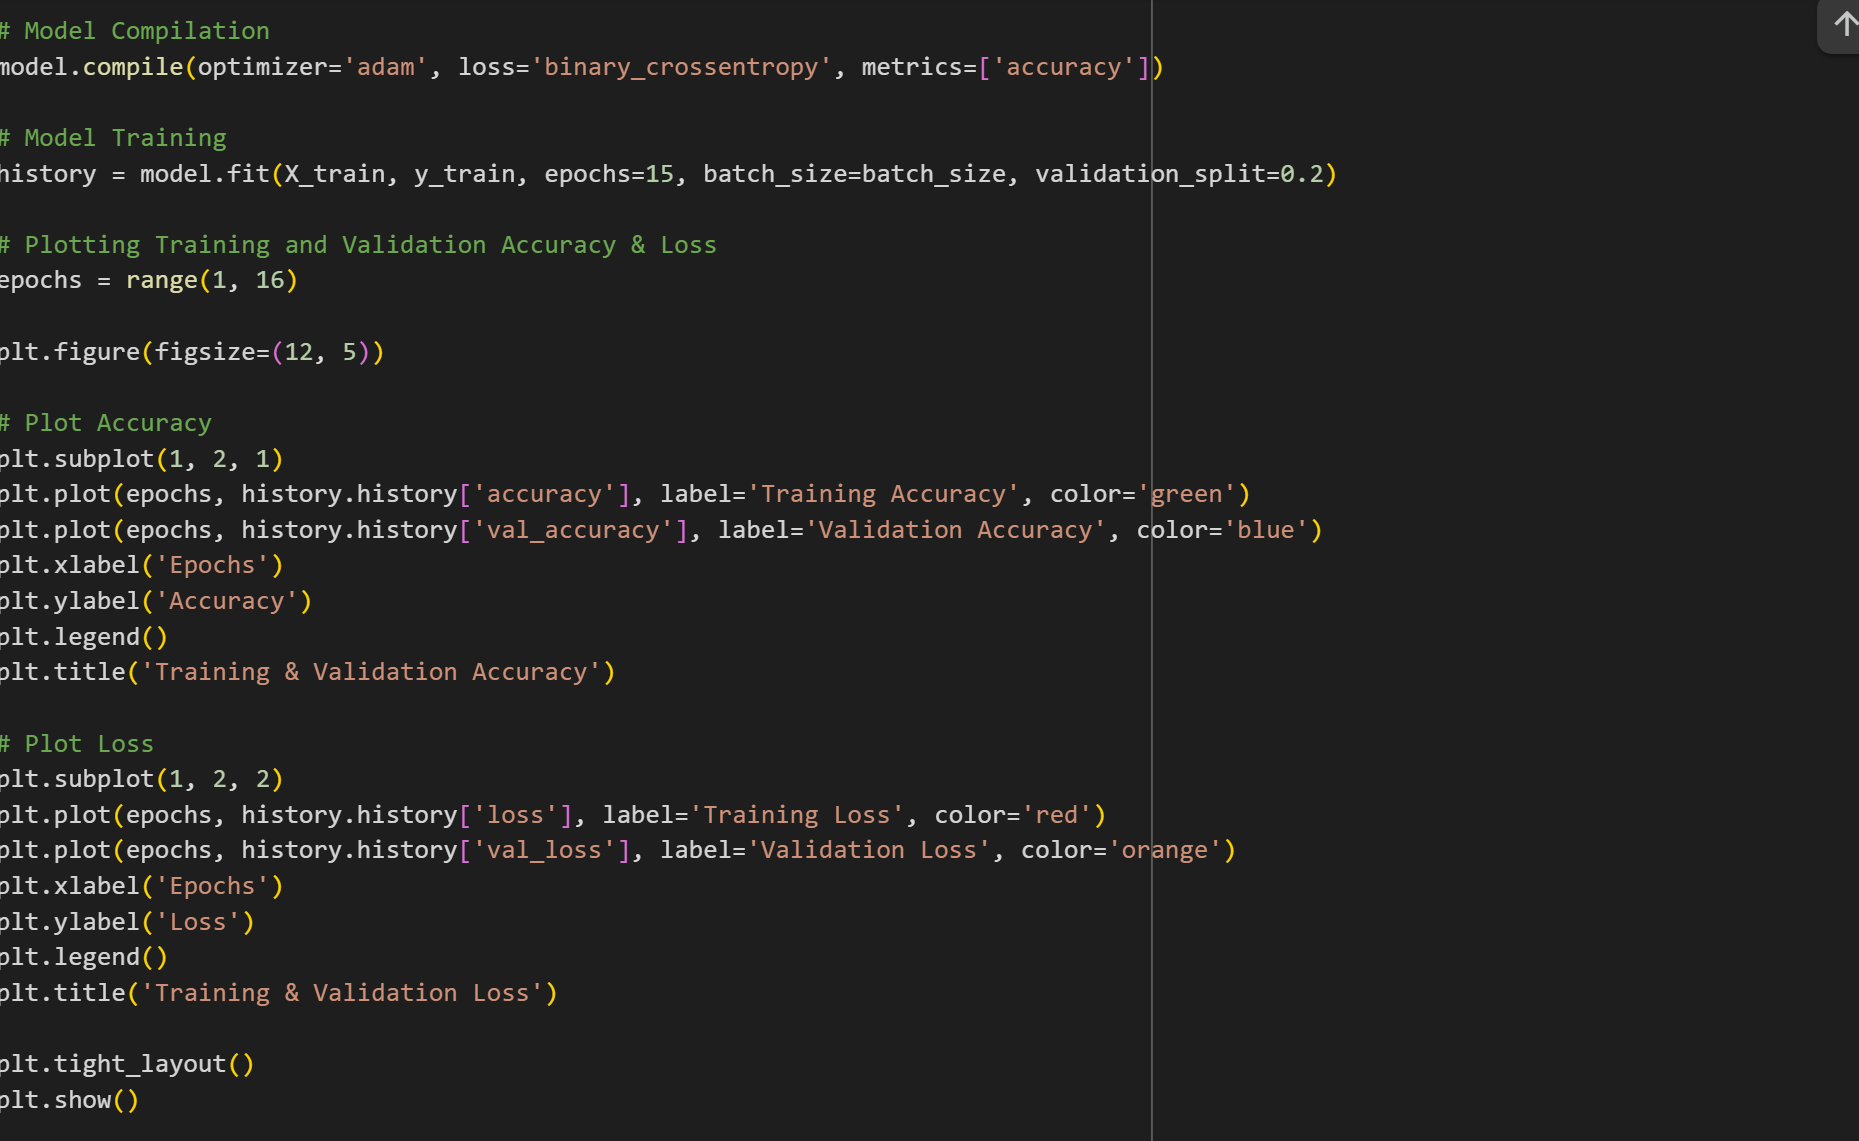 # Model Compilation
model.compile(optimizer='adam', loss='binary_crossentropy', metrics=['accuracy'])
# Model Training
history = model.fit(X_train, y_train, epochs=15, batch_size=batch_size, validation_split=0.2)
# Plotting Training and Validation Accuracy & Loss
epochs = range(1, 16)
plt.figure(figsize=(12, 5))
# Plot Accuracy
plt.subplot(1, 2, 1)
plt.plot(epochs, history.history['accuracy'], label='Training Accuracy', color='green')
plt.plot(epochs, history.history['val_accuracy'], label='Validation Accuracy', color='blue')
plt.xlabel('Epochs')
plt.ylabel('Accuracy')
plt.legend()
plt.title('Training & Validation Accuracy')
# Plot Loss
plt.subplot(1, 2, 2)
plt.plot(epochs, history.history['loss'], label='Training Loss', color='red')
plt.plot(epochs, history.history['val_loss'], label='Validation Loss', color='orange')
plt.xlabel('Epochs')
plt.ylabel('Loss')
plt.legend()
plt.title('Training & Validation Loss')
plt.tight_layout()
plt.show()